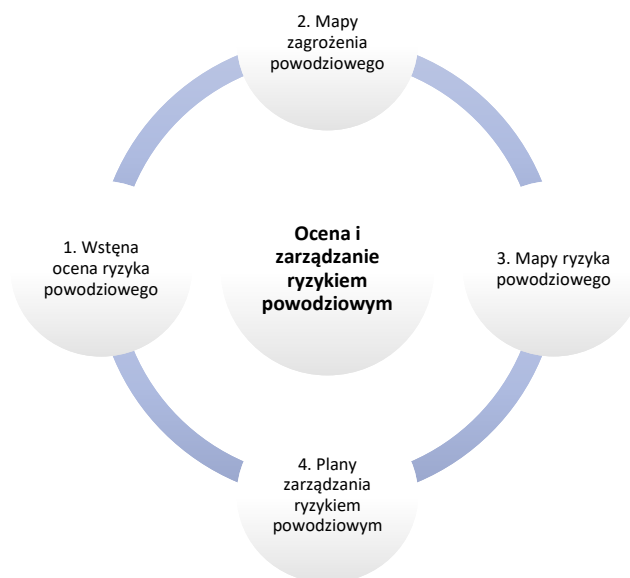 2. Mapy
zagrożenia
powodziowego
1. Wstęna
ocena ryzyka
powodziowego
Ocena i
zarządzanie
ryzykiem
powodziowym
3. Mapy ryzyka
powodziowego
4. Plany
zarządzania
ryzykiem
powodziowym